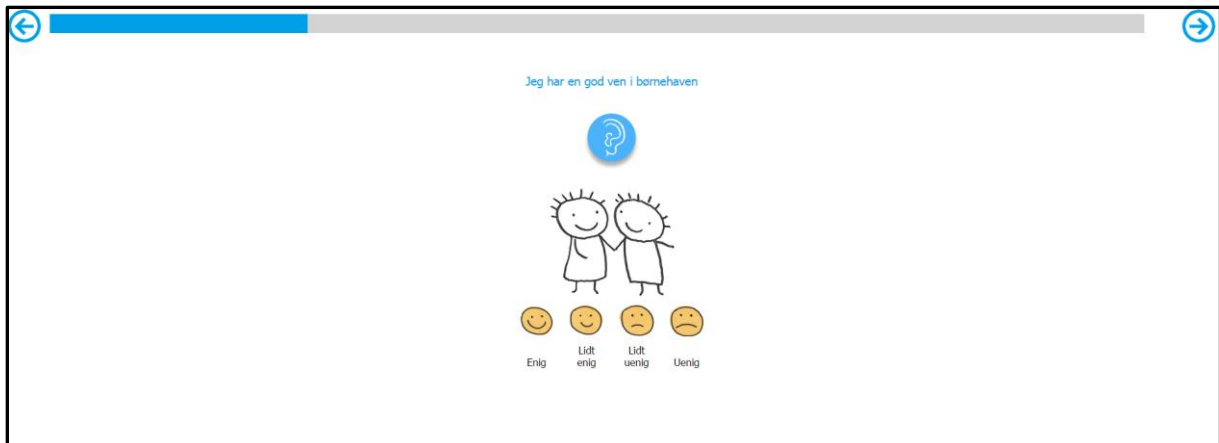 Jeg har en god ven i børnehaven
Enig
Lidt enig
Lidt uenig
Uenig